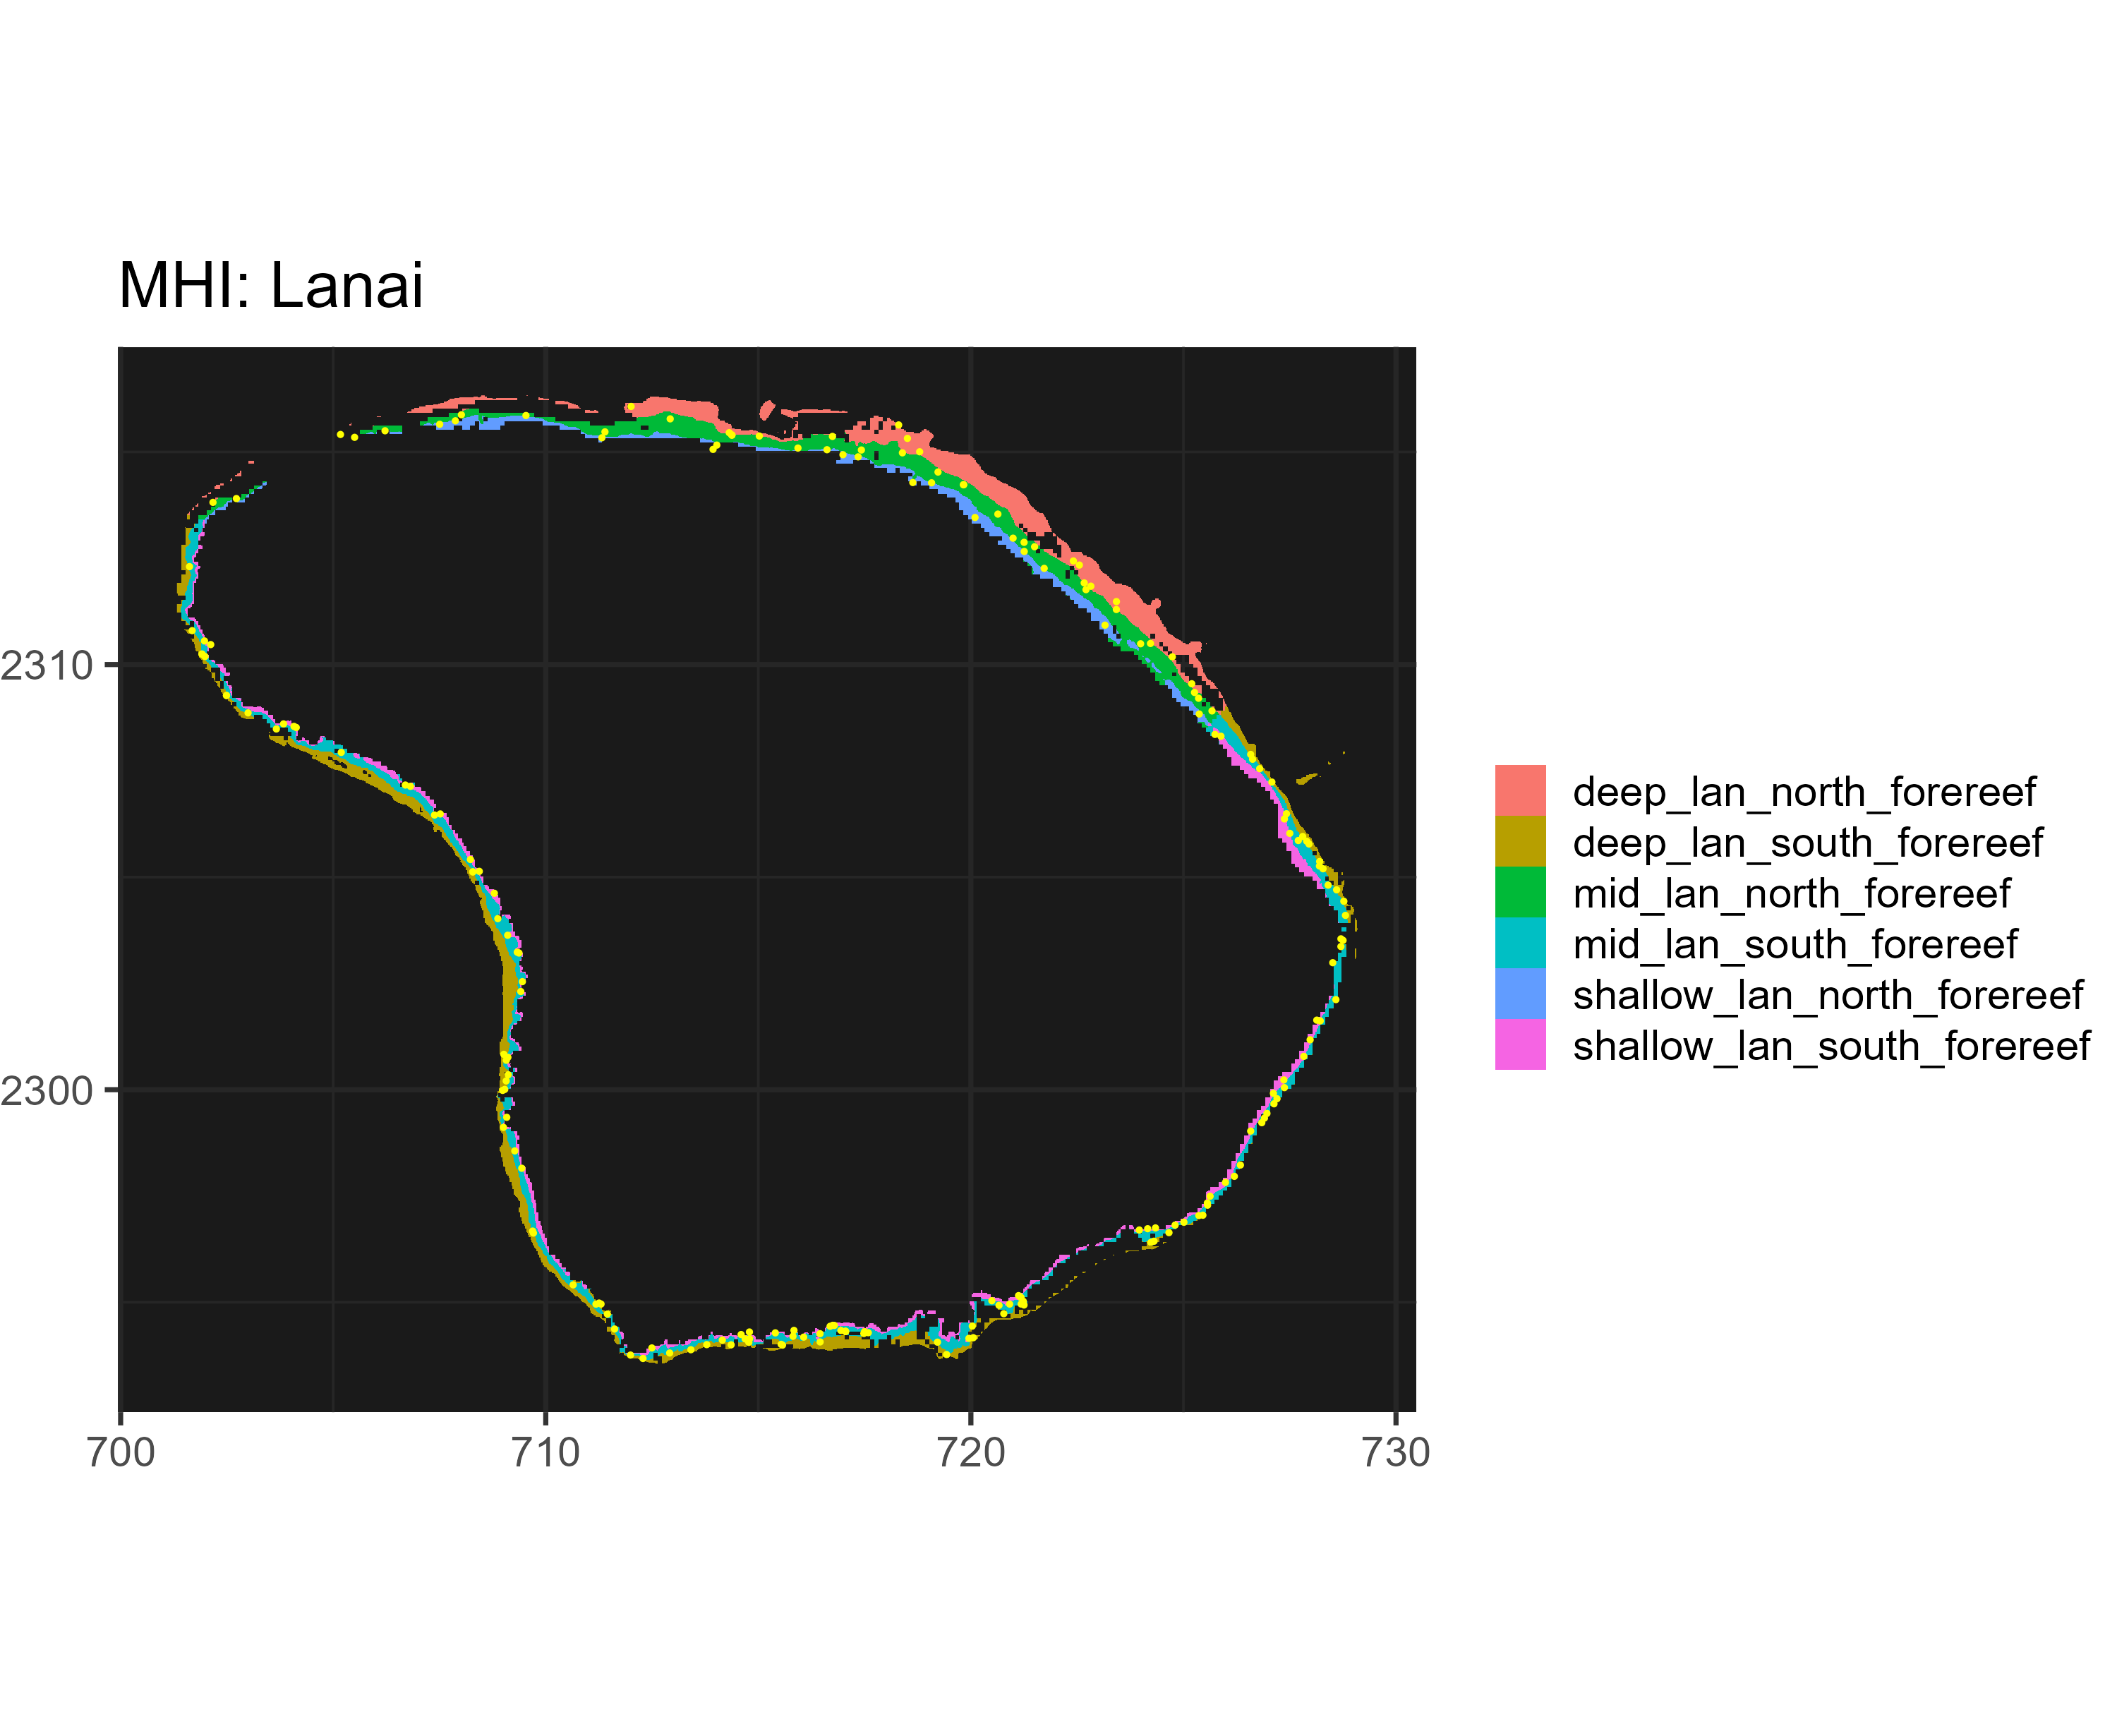 MHI: Lanai
2310
2300
700
710
720
730
deep_lan_north_forereef
deep_lan_south_forereef
mid_lan_north_forereef
mid_lan_south_forereef
shallow_lan_north_forereef
shallow_lan_south_forereef